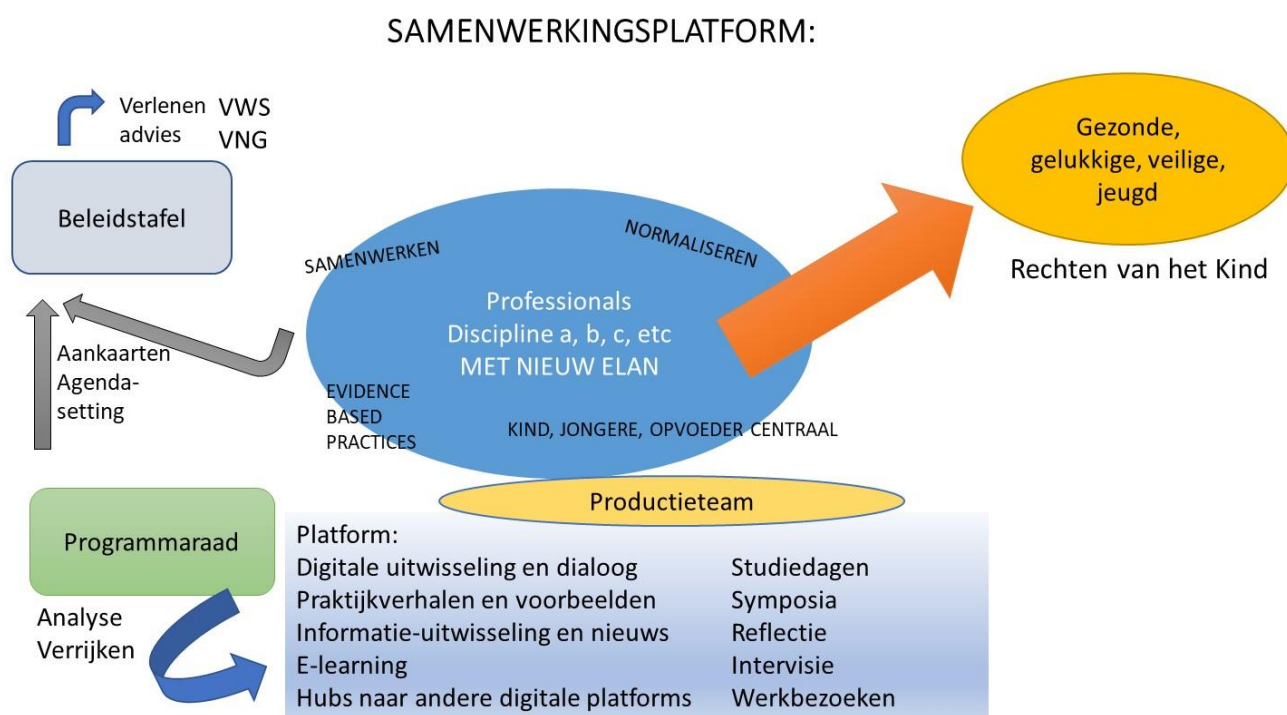 SAMENWERKINGSPLATFORM:
Verlenen
advies
VWS
VNG
Beleidstafel
Aankaarten
Agenda-
setting
Programmaraad
Analyse
Verrijken
SAMENWERKEN
NORMALISEREN
Professionals
Discipline a, b, c, etc
MET NIEUW ELAN
EVIDENCE
BASED
PRACTICES
KIND, JONGERE, OPVOEDER CENTRAAL
Gezonde,
gelukkige, veilige,
jeugd
Rechten van het Kind
Productieteam
Platform:
Digitale uitwisseling en dialoog
Praktijkverhalen en voorbeelden
Informatie-uitwisseling en nieuws
E-learning
Hubs naar andere digitale platforms
Studiedagen
Symposia
Reflectie
Intervisie
Werkbezoeken